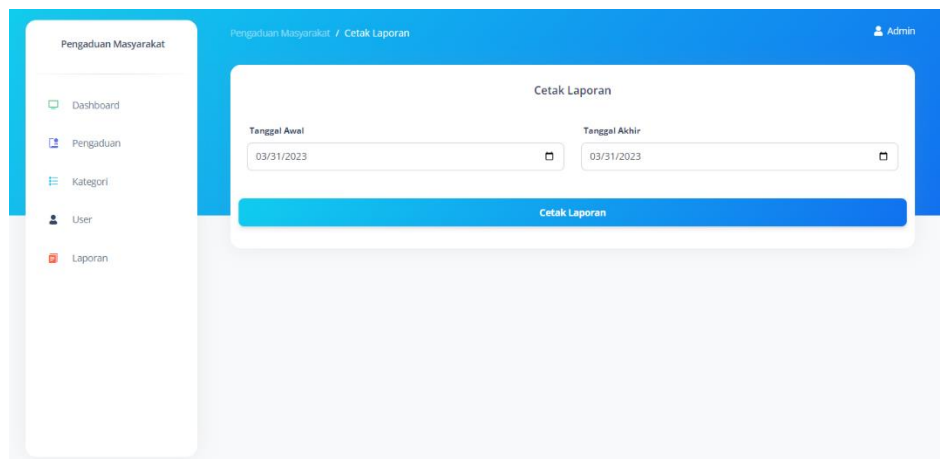 Pengaduan Masyarakat
Dashboard
Pengaduan
Kategori
User
Laporan
Pengaduan Masyarakat / Cetak Laporan
Admin
Cetak Laporan
Tanggal Awal
Tanggal Akhir
03/31/2023
03/31/2023
Cetak Laporan